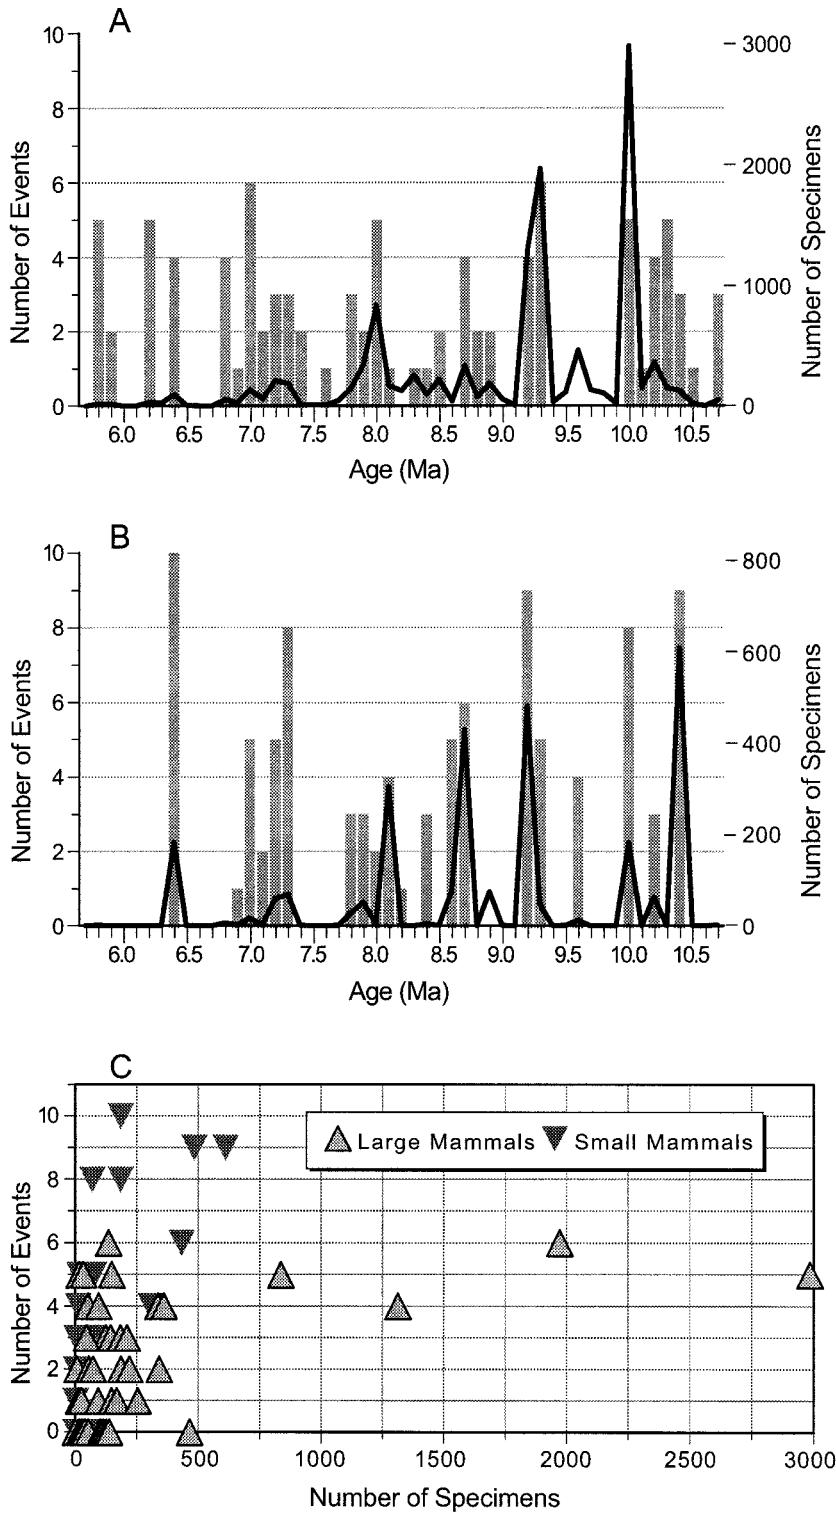 A
10
8
6
4
2
0
Number of Events
3000
2000
1000
0
Number of Specimens
6.0 6.5 7.0 7.5 8.0 8.5 9.0 9.5 10.0 10.5
Age (Ma)
B
10
8
6
4
2
0
Number of Events
800
600
400
200
0
Number of Specimens
6.0 6.5 7.0 7.5 8.0 8.5 9.0 9.5 10.0 10.5
Age (Ma)
C
10
8
6
4
2
0
Number of Events
Large Mammals Small Mammals
0 500 1000 1500 2000 2500 3000
Number of Specimens